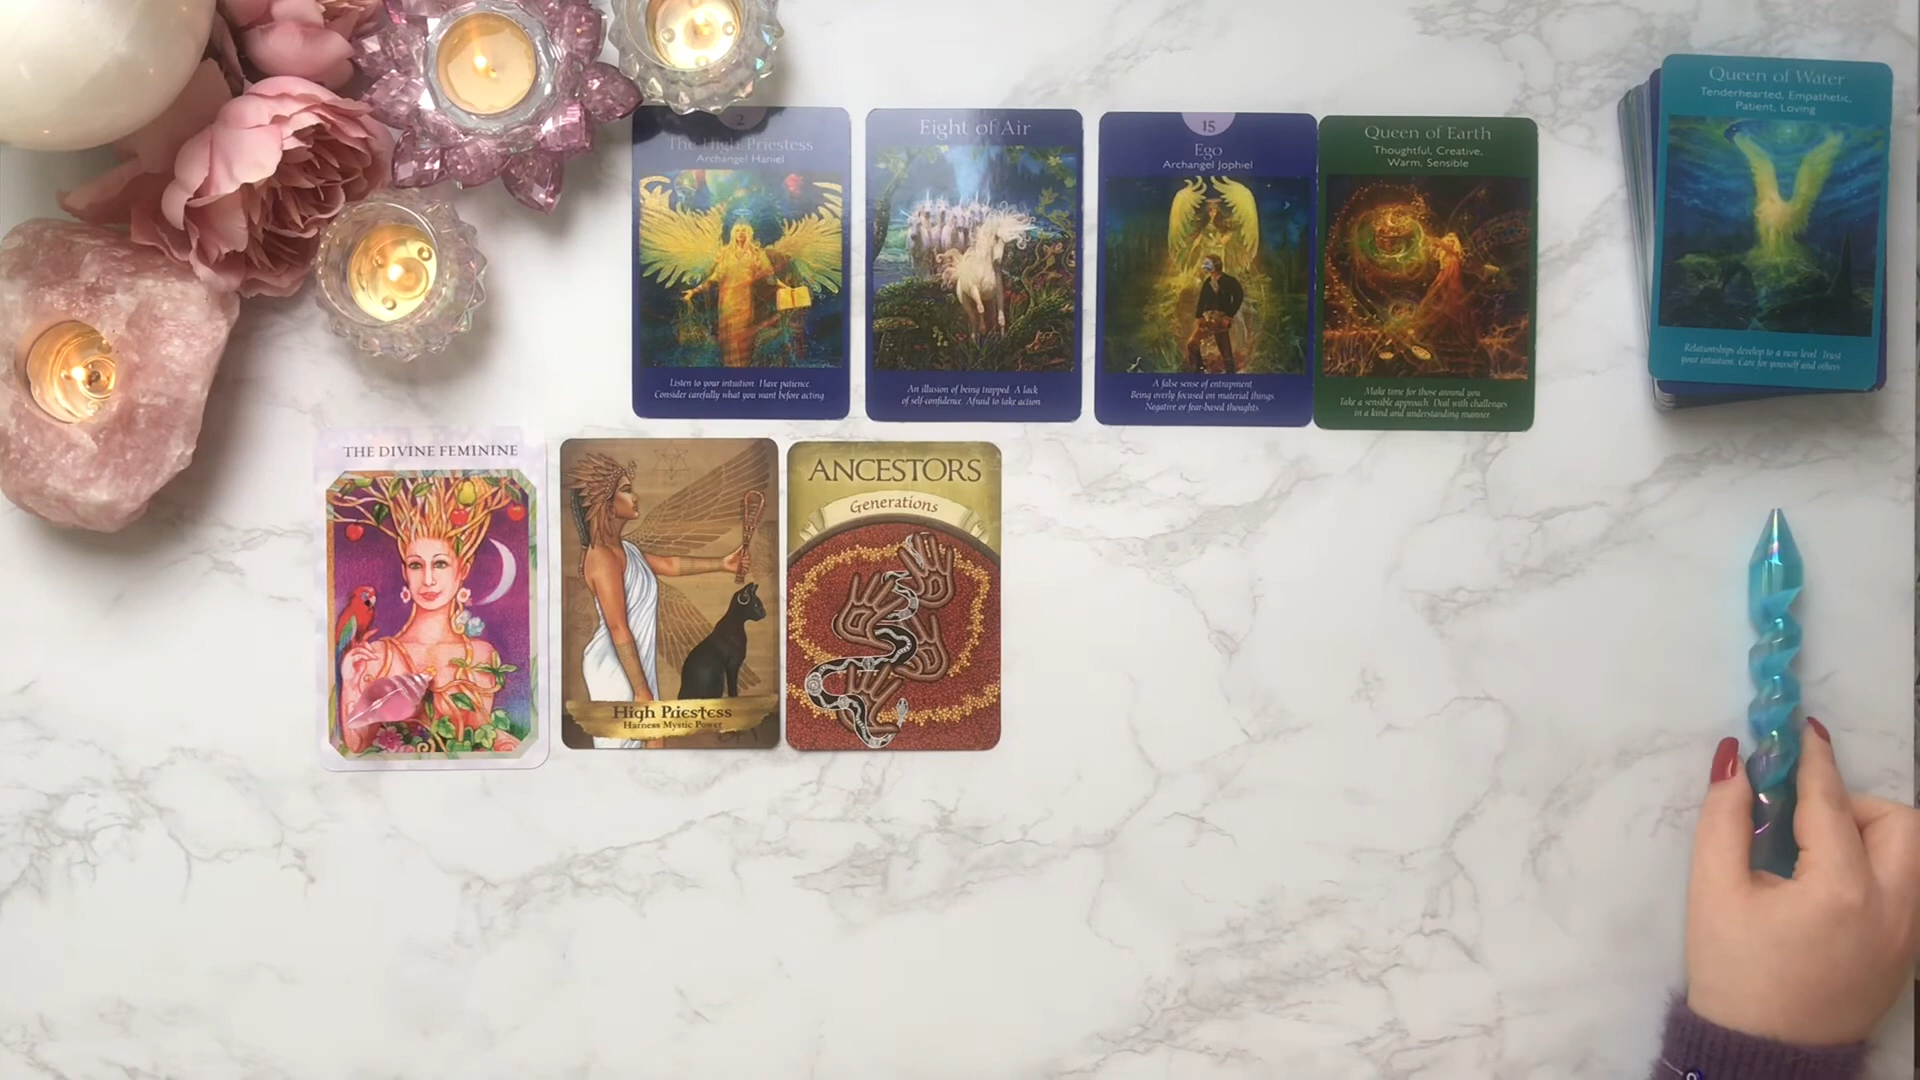 2
The High Priestess
Archangel Haniel
Listen to your intuition. Have patience.
Consider carefully what you want before acting
Eight of Air
An illusion of being trapped. A lack
of self-confidence. Afraid to take action.
15
Ego
Archangel Jophiel
A false sense of entrapment.
Being overly focused on material things.
Negative or fear-based thoughts.
Queen of Earth
Thoughtful, Creative,
Warm, Sensible
Make time for those around you.
Take a sensible approach. Deal with challenges
in a kind and understanding manner.
Queen of Water
Tenderhearted, Empathetic,
Patient, Loving
Relationships develop to a new level. Trust
your intuition. Care for yourself and others
THE DIVINE FEMININE
High Priestess
Harness Mystic Power
ANCESTORS
Generations